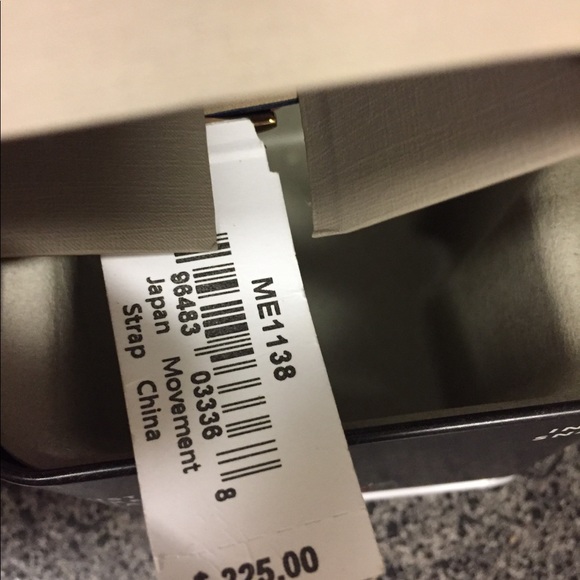 ME1138
96483 03336 8
Japan Movement
Strap China
225.00